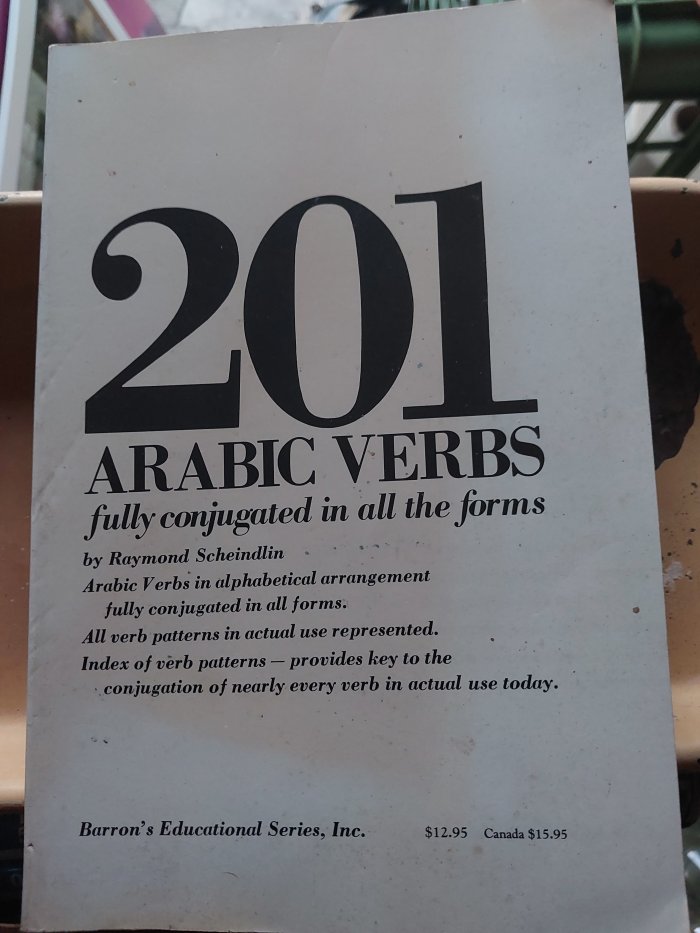 201
ARABIC VERBS
fully conjugated in all the forms
by Raymond Scheindlin
Arabic Verbs in alphabetical arrangement
fully conjugated in all forms.
All verb patterns in actual use represented.
Index of verb patterns — provides key to the
conjugation of nearly every verb in actual use today.
Barron's Educational Series, Inc. $12.95 Canada $15.95